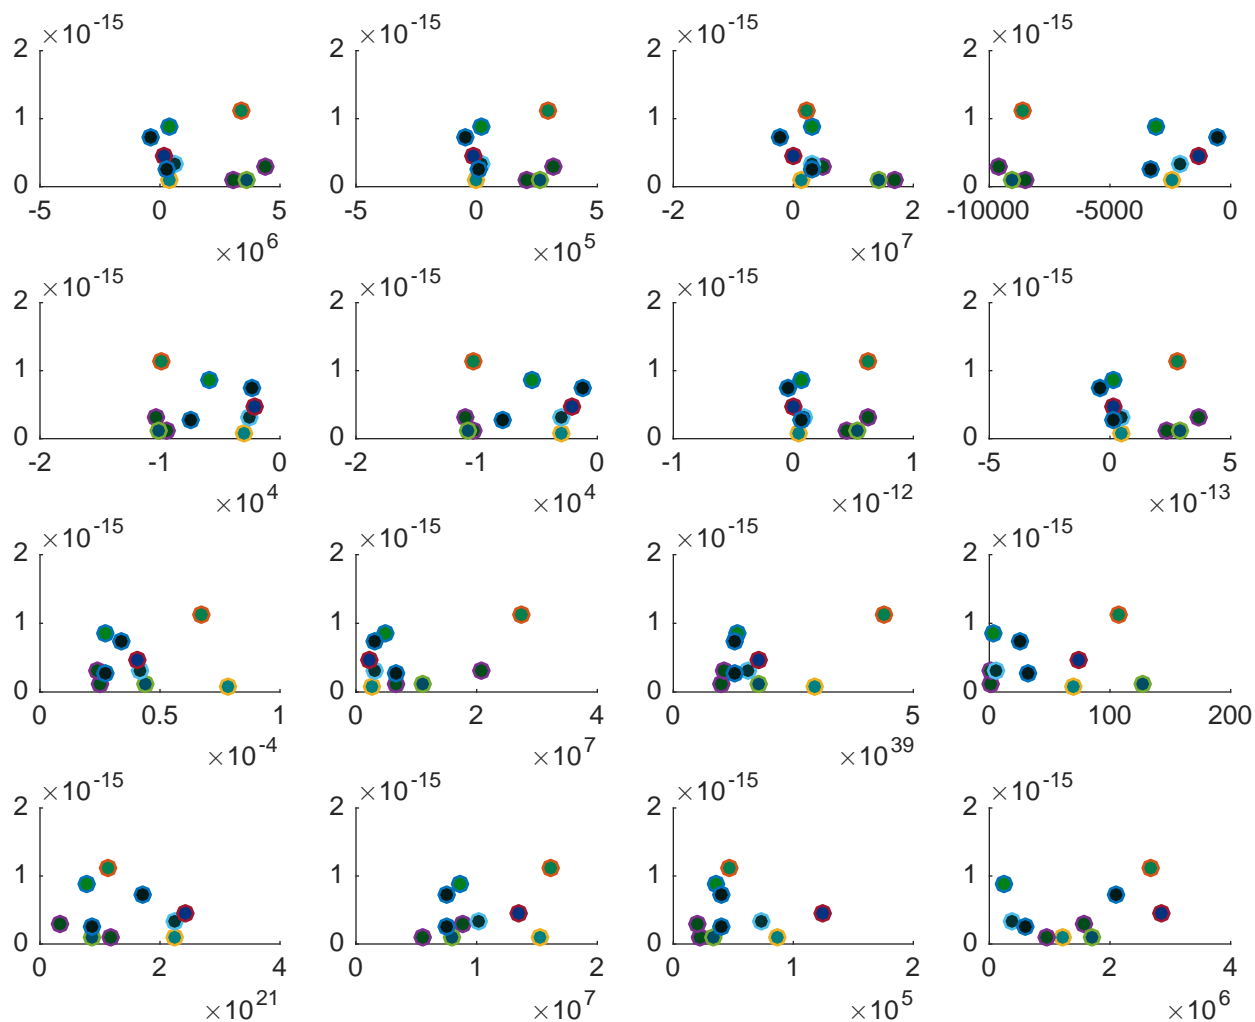 ×10⁻¹⁵ ×10⁻¹⁵ ×10⁻¹⁵ ×10⁻¹⁵
2 2 2 2
1 1 1 1
0 0 0 0
-5 0 5 -5 0 5 -2 0 2 -10000 -5000 0
×10⁶ ×10⁵ ×10⁷
×10⁻¹⁵ ×10⁻¹⁵ ×10⁻¹⁵ ×10⁻¹⁵
2 2 2 2
1 1 1 1
0 0 0 0
-2 -1 0 -2 -1 0 -1 0 1 -5 0 5
×10⁴ ×10⁴ ×10⁻¹² ×10⁻¹³
×10⁻¹⁵ ×10⁻¹⁵ ×10⁻¹⁵ ×10⁻¹⁵
2 2 2 2
1 1 1 1
0 0 0 0
0 0.5 1 0 2 4 0 5 0 100 200
×10⁻⁴ ×10⁷ ×10³⁹
×10⁻¹⁵ ×10⁻¹⁵ ×10⁻¹⁵ ×10⁻¹⁵
2 2 2 2
1 1 1 1
0 0 0 0
0 2 4 0 1 2 0 1 2 0 2 4
×10²¹ ×10⁷ ×10⁵ ×10⁶